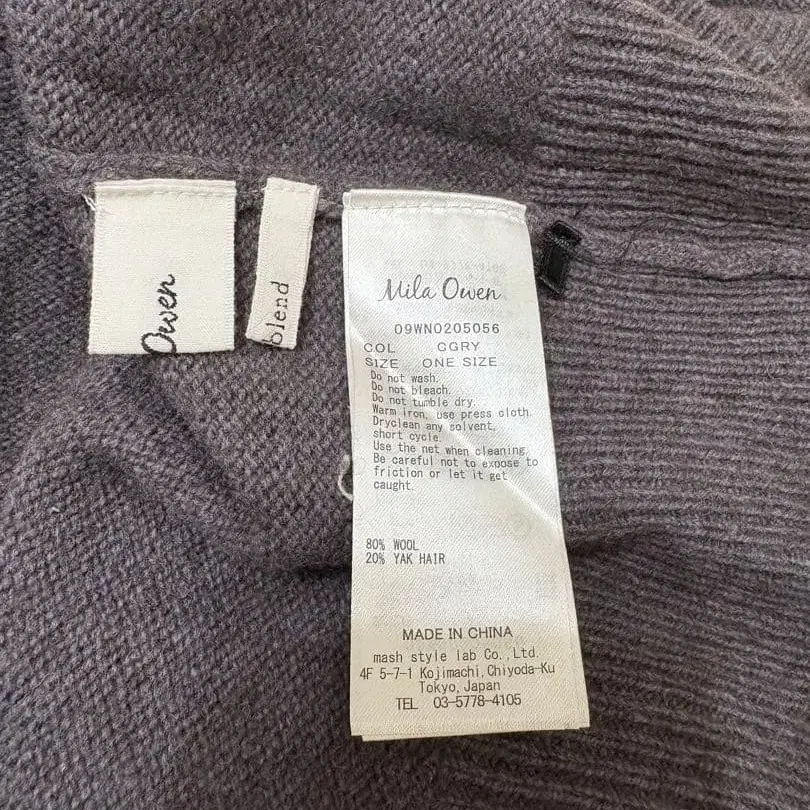 Owen
blend
Mila Owen
09WN0205056
COL CGRY
SIZE ONE SIZE
Do not wash.
Do not bleach.
Do not tumble dry.
Warm iron, use press cloth.
Dryclean any solvent,
short cycle.
Use the net when cleaning.
Be careful not to expose to
friction or let it get
caught.
80% WOOL
20% YAK HAIR
MADE IN CHINA
mash style lab Co., Ltd.
4F 5-7-1 Kojimachi, Chiyoda-Ku
Tokyo, Japan
TEL 03-5778-4105